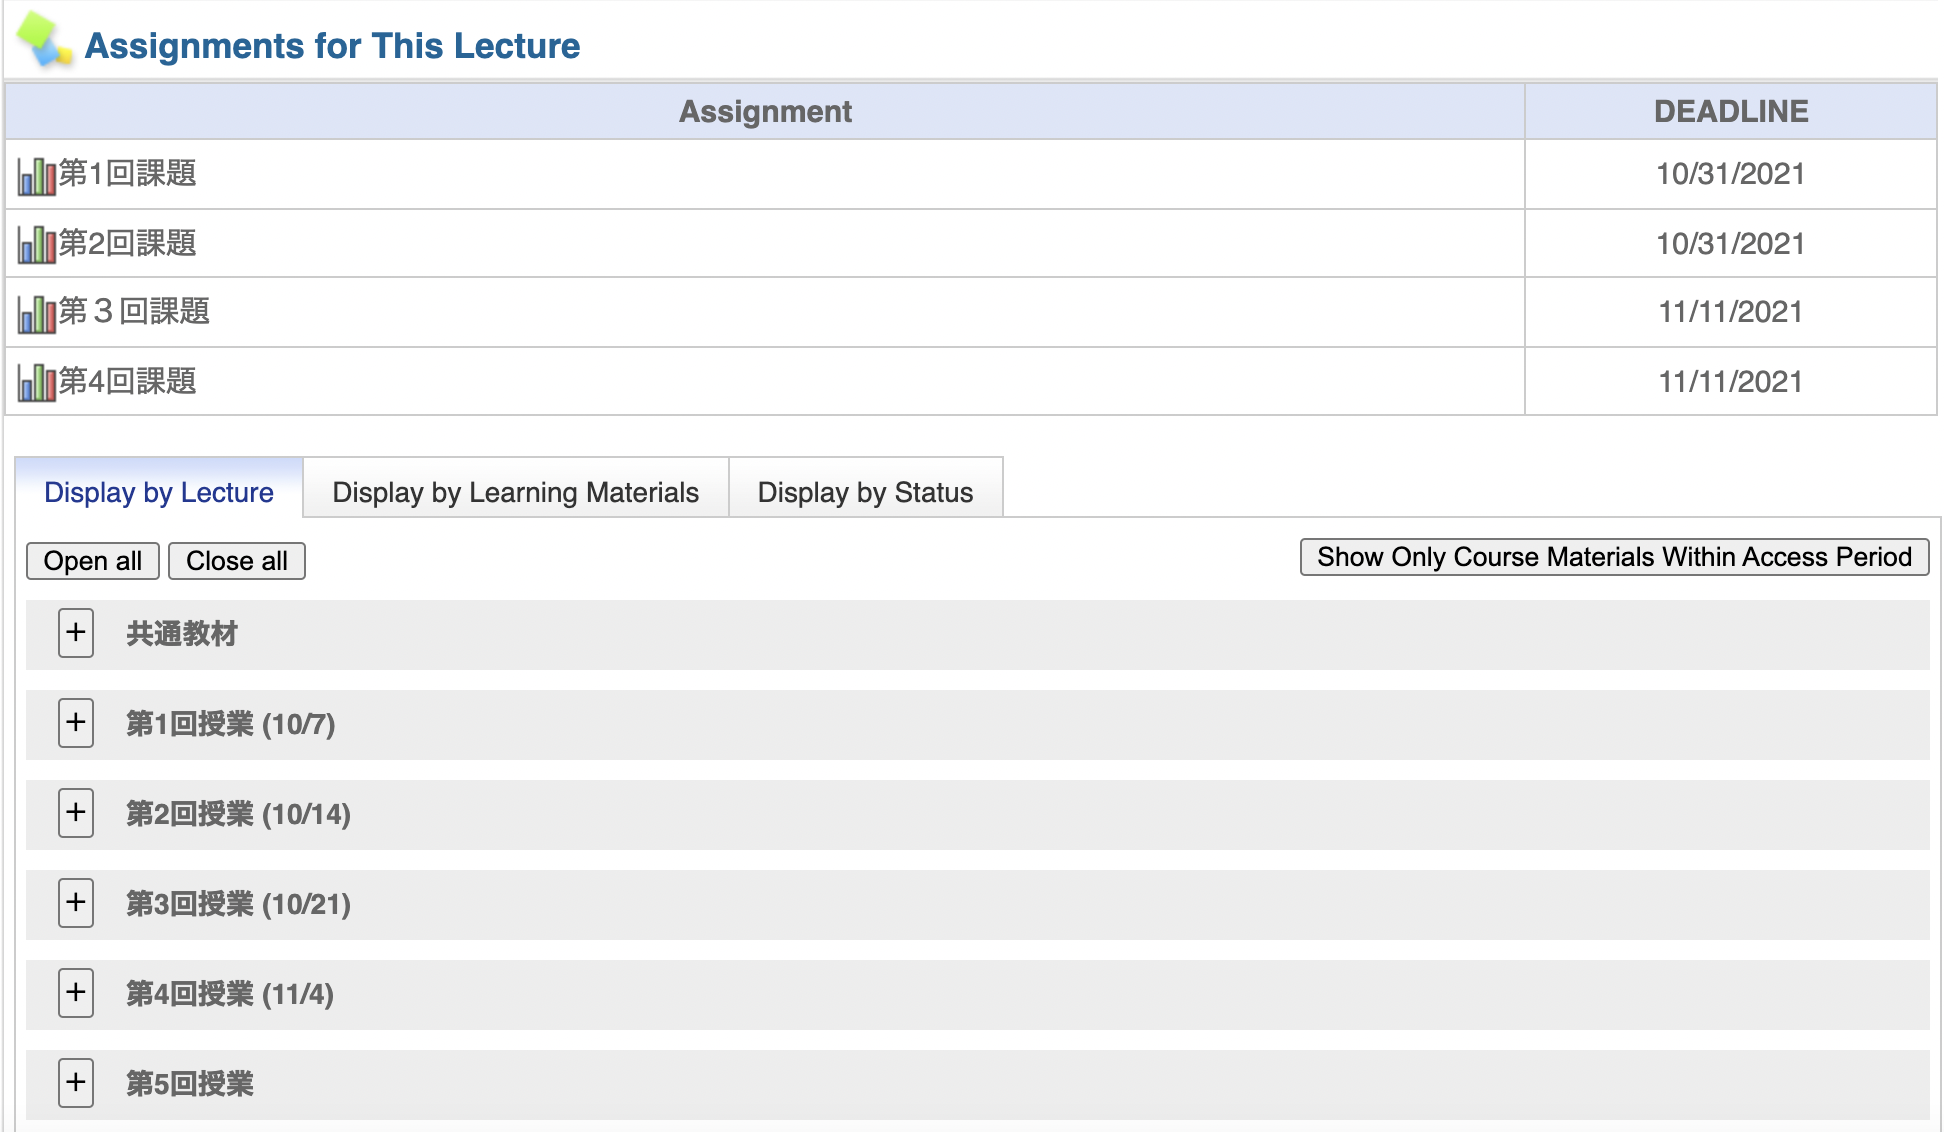 Assignments for This Lecture
Assignment DEADLINE
第1回課題 10/31/2021
第2回課題 10/31/2021
第３回課題 11/11/2021
第4回課題 11/11/2021
Display by Lecture Display by Learning Materials Display by Status
Open all Close all Show Only Course Materials Within Access Period
+ 共通教材
+ 第1回授業 (10/7)
+ 第2回授業 (10/14)
+ 第3回授業 (10/21)
+ 第4回授業 (11/4)
+ 第5回授業